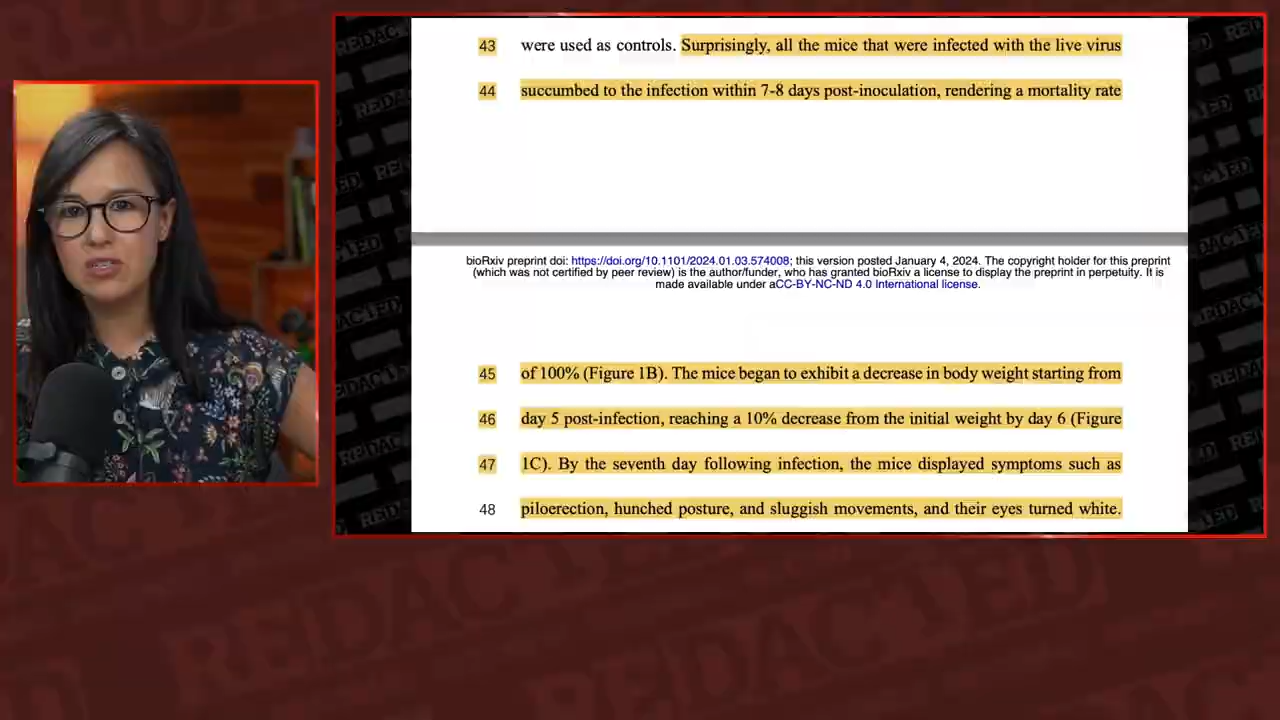 43 were used as controls. Surprisingly, all the mice that were infected with the live virus
44 succumbed to the infection within 7-8 days post-inoculation, rendering a mortality rate
bioRxiv preprint doi: https://doi.org/10.1101/2024.01.03.574008; this version posted January 4, 2024. The copyright holder for this preprint
(which was not certified by peer review) is the author/funder, who has granted bioRxiv a license to display the preprint in perpetuity. It is
made available under aCC-BY-NC-ND 4.0 International license.
45 of 100% (Figure 1B). The mice began to exhibit a decrease in body weight starting from
46 day 5 post-infection, reaching a 10% decrease from the initial weight by day 6 (Figure
47 1C). By the seventh day following infection, the mice displayed symptoms such as
48 piloerection, hunched posture, and sluggish movements, and their eyes turned white.
REDACTED
REDACTED